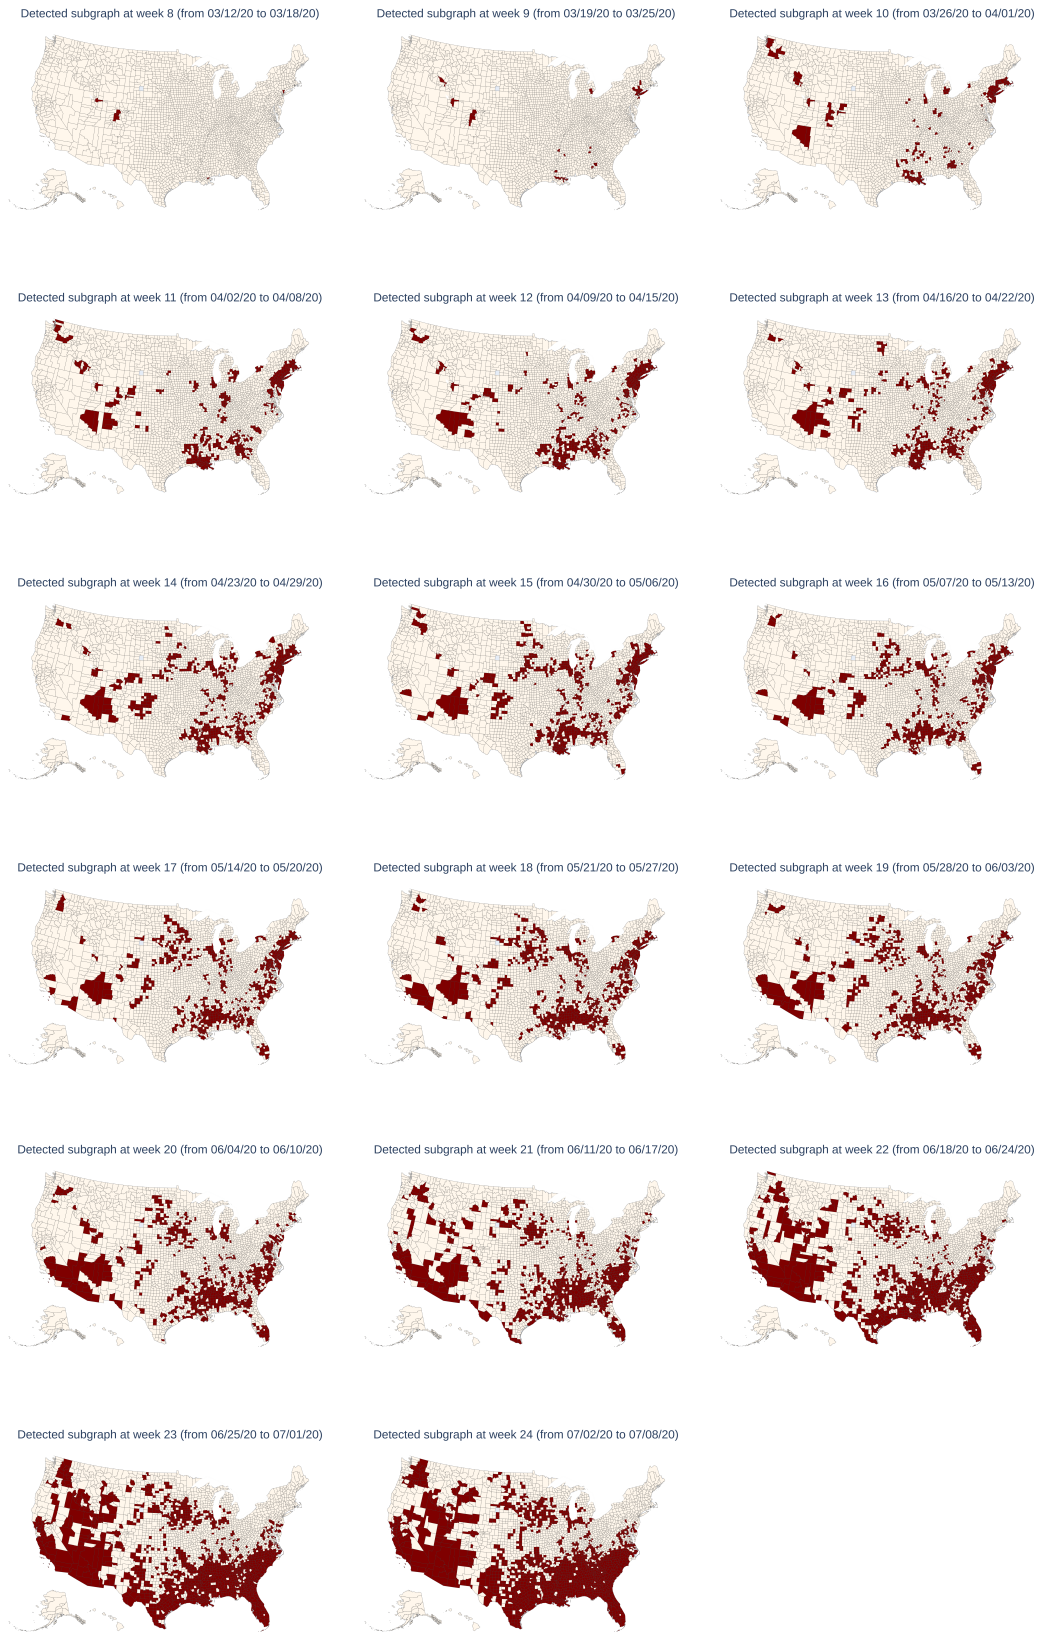 Detected subgraph at week 8 (from 03/12/20 to 03/18/20)
Detected subgraph at week 9 (from 03/19/20 to 03/25/20)
Detected subgraph at week 10 (from 03/26/20 to 04/01/20)
Detected subgraph at week 11 (from 04/02/20 to 04/08/20)
Detected subgraph at week 12 (from 04/09/20 to 04/15/20)
Detected subgraph at week 13 (from 04/16/20 to 04/22/20)
Detected subgraph at week 14 (from 04/23/20 to 04/29/20)
Detected subgraph at week 15 (from 04/30/20 to 05/06/20)
Detected subgraph at week 16 (from 05/07/20 to 05/13/20)
Detected subgraph at week 17 (from 05/14/20 to 05/20/20)
Detected subgraph at week 18 (from 05/21/20 to 05/27/20)
Detected subgraph at week 19 (from 05/28/20 to 06/03/20)
Detected subgraph at week 20 (from 06/04/20 to 06/10/20)
Detected subgraph at week 21 (from 06/11/20 to 06/17/20)
Detected subgraph at week 22 (from 06/18/20 to 06/24/20)
Detected subgraph at week 23 (from 06/25/20 to 07/01/20)
Detected subgraph at week 24 (from 07/02/20 to 07/08/20)